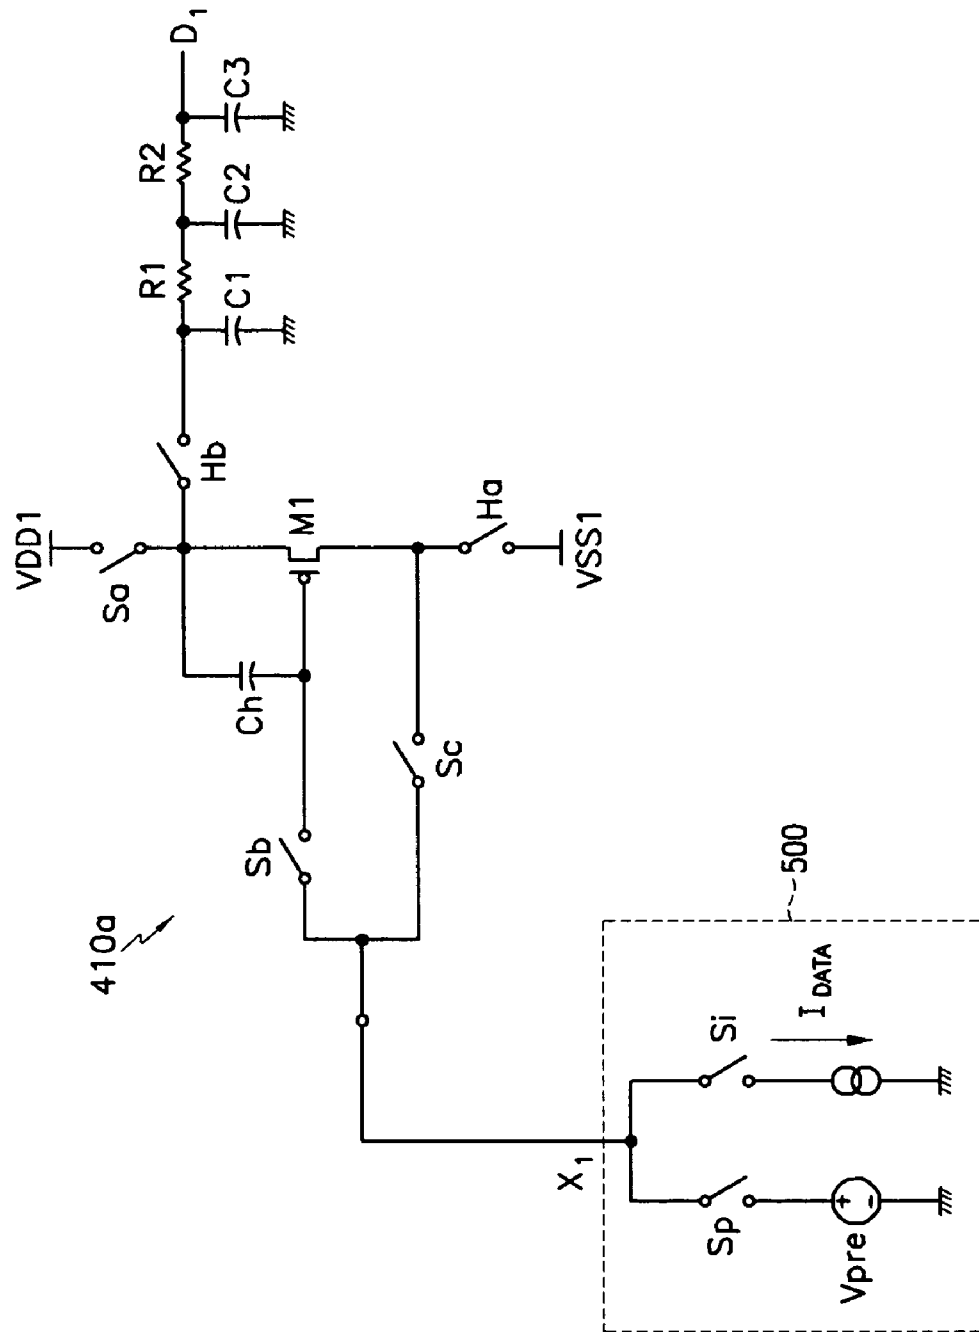 410a
VDD1
Sa
Hb
R1
R2
D1
C1
C2
C3
Ch
M1
Sb
Sc
Ha
VSS1
X1
500
Sp
Si
IDATA
Vpre
+
-